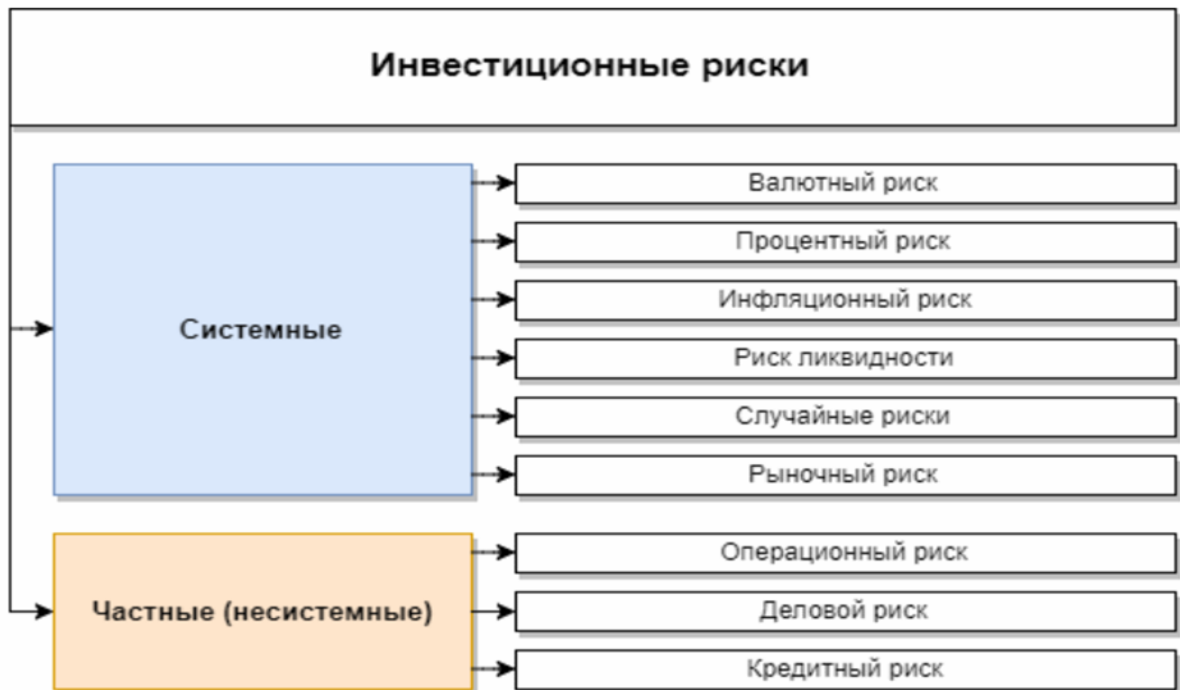 Инвестиционные риски
Системные
Валютный риск
Процентный риск
Инфляционный риск
Риск ликвидности
Случайные риски
Рыночный риск
Частные (несистемные)
Операционный риск
Деловой риск
Кредитный риск